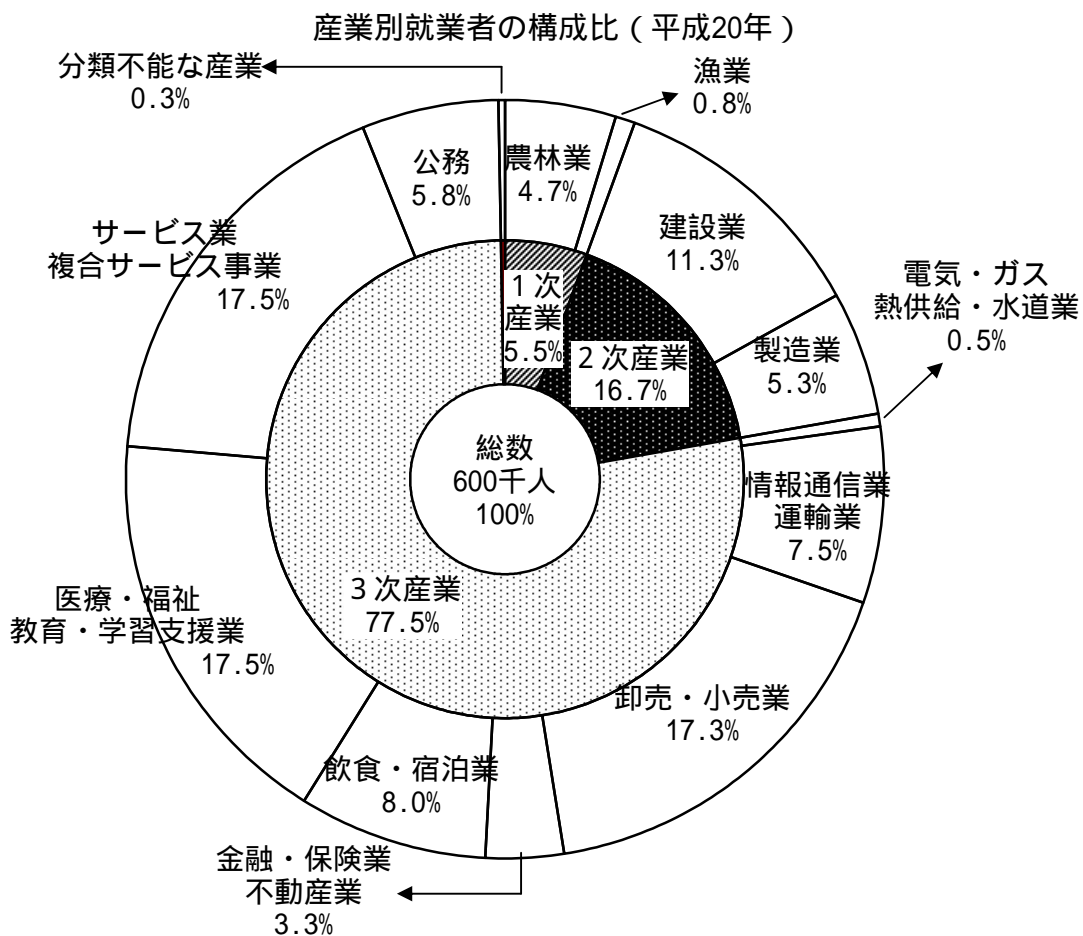 産業別就業者の構成比（平成20年）
分類不能な産業
0.3%
漁業
0.8%
農林業
4.7%
公務
5.8%
建設業
11.3%
サービス業
複合サービス事業
17.5%
電気・ガス
熱供給・水道業
0.5%
１次
産業
5.5%
２次産業
16.7%
製造業
5.3%
総数
600千人
100%
情報通信業
運輸業
7.5%
３次産業
77.5%
医療・福祉
教育・学習支援業
17.5%
卸売・小売業
17.3%
飲食・宿泊業
8.0%
金融・保険業
不動産業
3.3%